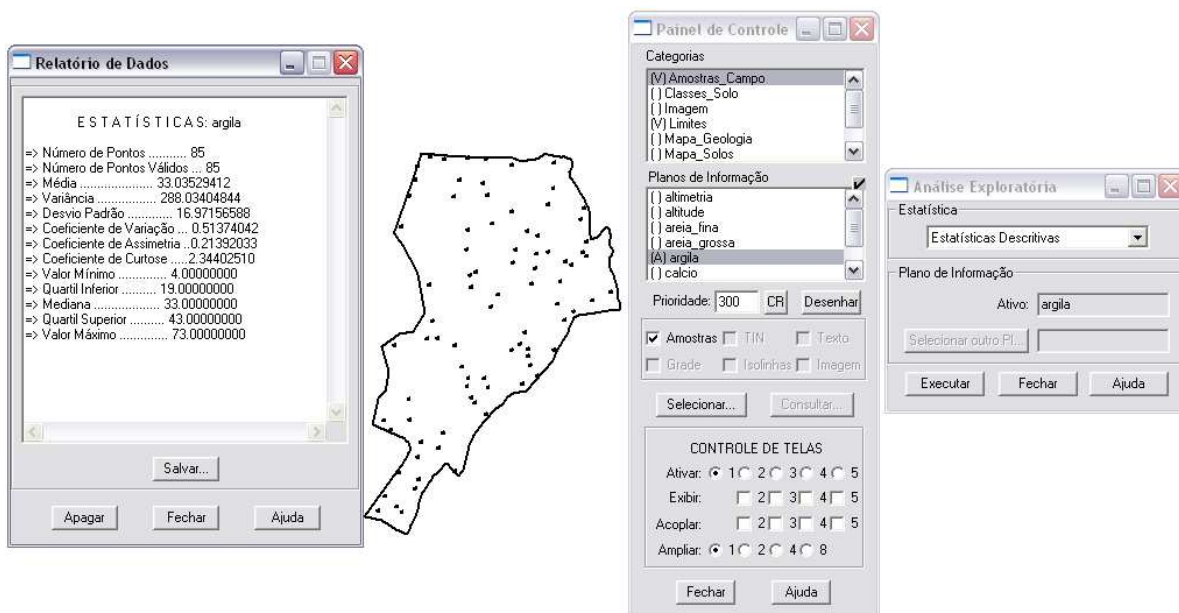 Relatório de Dados
E S T A T Í S T I C A S: argila
=> Número de Pontos ........... 85
=> Número de Pontos Válidos ... 85
=> Média ...................... 33.03529412
=> Variância .................. 288.03404844
=> Desvio Padrão .............. 16.97156588
=> Coeficiente de Variação .... 0.51374042
=> Coeficiente de Assimetria ..0.21392033
=> Coeficiente de Curtose ..... 2.34402510
=> Valor Mínimo ............... 4.00000000
=> Quartil Inferior ........... 19.00000000
=> Mediana .................... 33.00000000
=> Quartil Superior ........... 43.00000000
=> Valor Máximo ............... 73.00000000
Salvar...
Apagar Fechar Ajuda
Painel de Controle
Categorias
(V) Amostras_Campo
( ) Classes_Solo
( ) Imagem
(V) Limites
( ) Mapa_Geologia
( ) Mapa_Solos
Planos de Informação
( ) altimetria
( ) altitude
( ) areia_fina
( ) areia_grossa
(A) argila
( ) calcio
Prioridade: 300 CR Desenhar
Amostras TIN Texto
Grade Isolinhas Imagem
Selecionar... Consultar...
CONTROLE DE TELAS
Ativar: 1 2 3 4 5
Exibir: 2 3 4 5
Acoplar: 2 3 4 5
Ampliar: 1 2 4 8
Fechar Ajuda
Análise Exploratória
Estatística
Estatísticas Descritivas
Plano de Informação
Ativo: argila
Selecionar outro PI...
Executar Fechar Ajuda